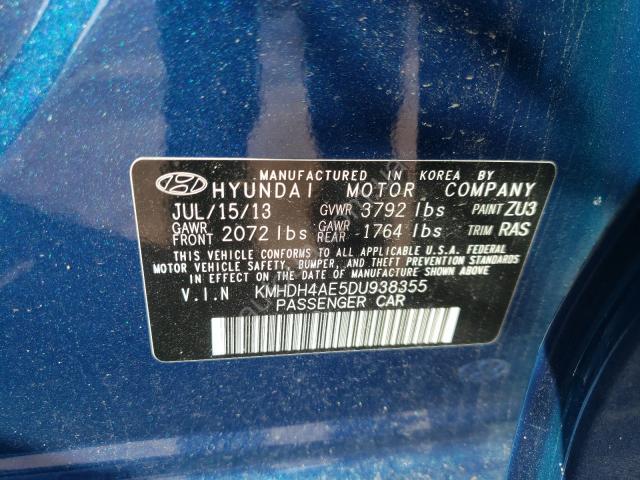 MANUFACTURED IN KOREA BY
HYUNDAI MOTOR COMPANY
JUL/15/13 GVWR 3792 lbs PAINT ZU3
GAWR FRONT 2072 lbs GAWR REAR 1764 lbs TRIM RAS
THIS VEHICLE CONFORMS TO ALL APPLICABLE U.S.A. FEDERAL
MOTOR VEHICLE SAFETY, BUMPER, AND THEFT PREVENTION STANDARDS
IN EFFECT ON THE DATE OF MANUFACTURE SHOWN ABOVE.
V.I.N KMHDH4AE5DU938355
PASSENGER CAR